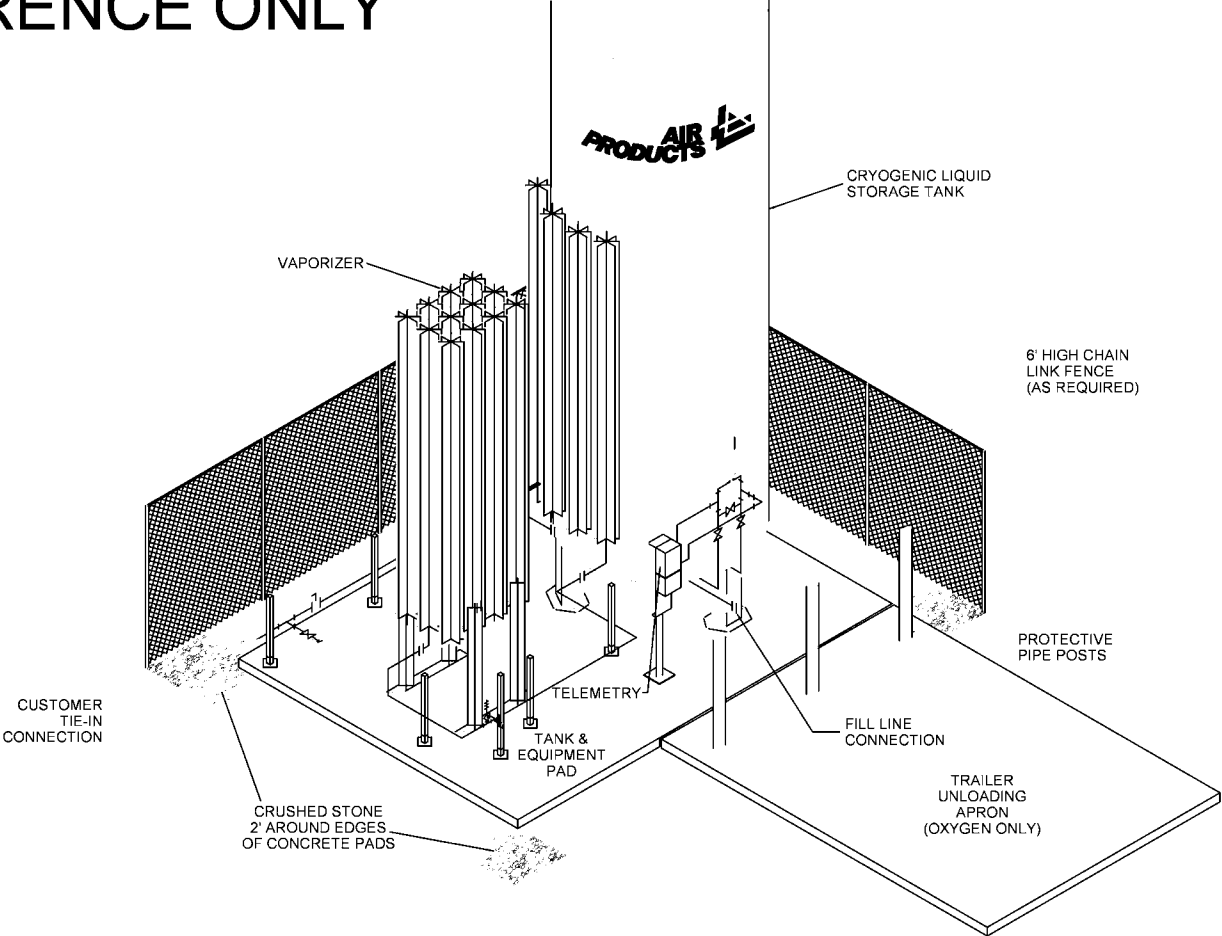 RENCE ONLY
AIR
PRODUCTS
CRYOGENIC LIQUID
STORAGE TANK
VAPORIZER
6' HIGH CHAIN
LINK FENCE
(AS REQUIRED)
PROTECTIVE
PIPE POSTS
TELEMETRY
CUSTOMER
TIE-IN
CONNECTION
FILL LINE
CONNECTION
TANK &
EQUIPMENT
PAD
TRAILER
UNLOADING
APRON
(OXYGEN ONLY)
CRUSHED STONE
2' AROUND EDGES
OF CONCRETE PADS